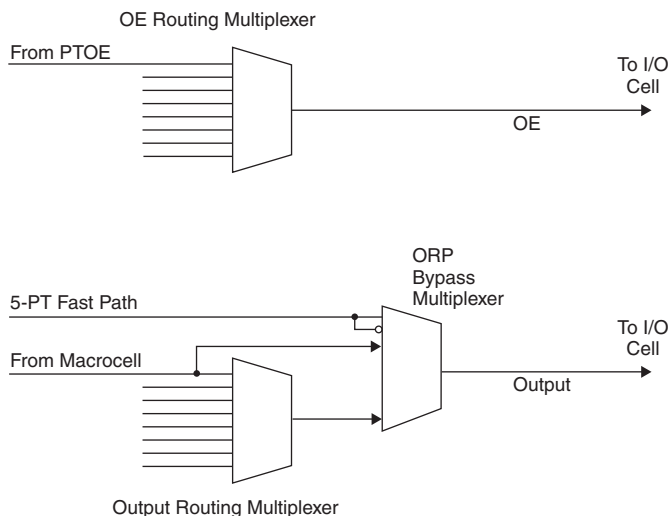 OE Routing Multiplexer
From PTOE
To I/O
Cell
OE
ORP
Bypass
Multiplexer
5-PT Fast Path
To I/O
Cell
From Macrocell
Output
Output Routing Multiplexer